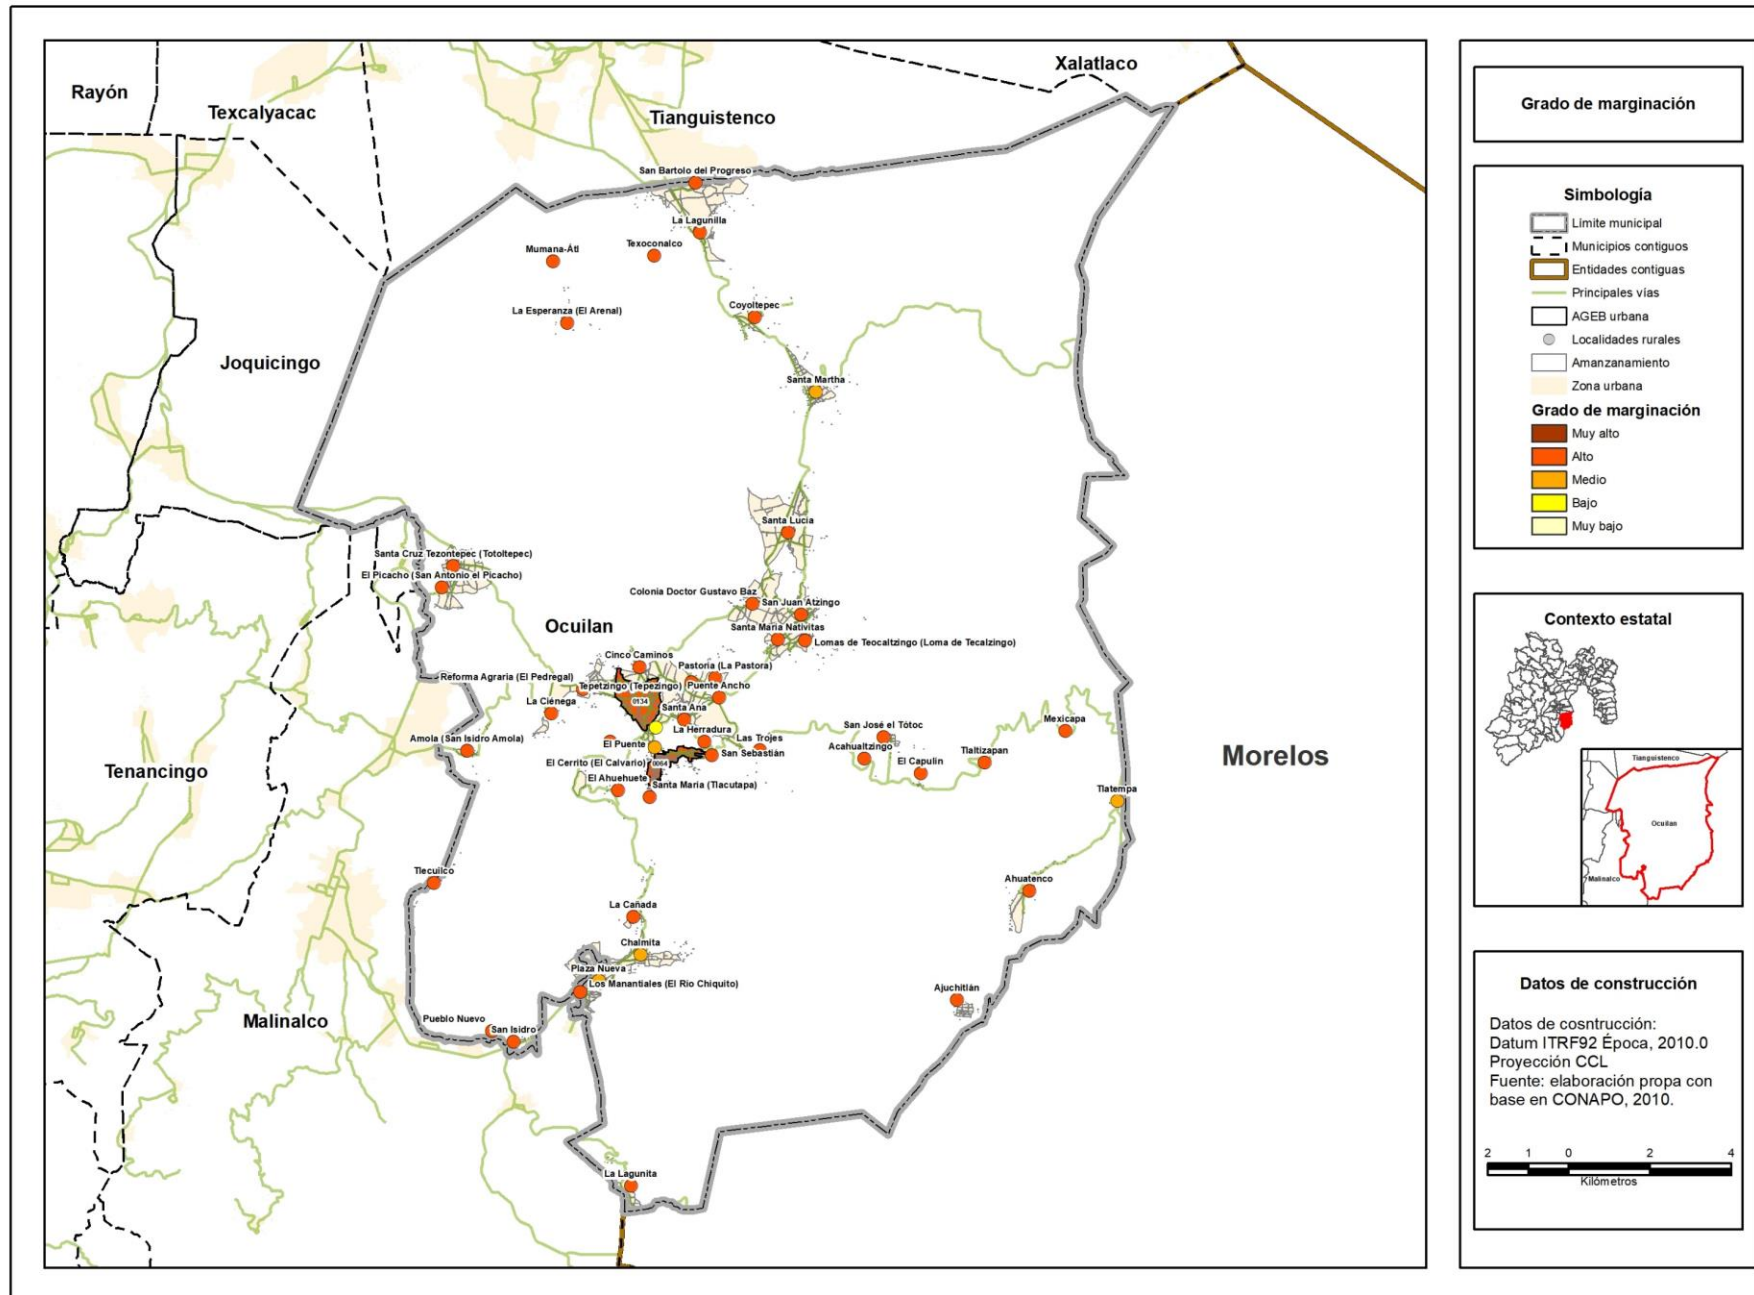 Xalatlaco
Rayón
Texcalyacac
Tianguistenco
San Bartolo del Progreso
La Lagunilla
Texoconalco
Mumana-Átl
Coyoltepec
La Esperanza (El Arenal)
Joquicingo
Santa Martha
Santa Lucía
Santa Cruz Tezontepec (Totoltepec)
El Picacho (San Antonio el Picacho)
Colonia Doctor Gustavo Baz
San Juan Atzingo
Ocuilan
Santa María Nativitas
Lomas de Teocaltzingo (Loma de Tecalzingo)
Cinco Caminos
Pastoría (La Pastora)
Reforma Agraria (El Pedregal)
Tepetzingo (Tepezingo)
Puente Ancho
La Ciénega
0134
Santa Ana
Mexicapa
San José el Tótoc
La Herradura
Amola (San Isidro Amola)
El Puente
Las Trojes
Acahualtzingo
Tlaltizapan
San Sebastián
Morelos
El Cerrito (El Calvario)
0064
El Capulín
Tenancingo
El Ahuehuete
Santa María (Tlacutapa)
Tlatempa
Tlecuilco
Ahuatenco
La Cañada
Chalmita
Plaza Nueva
Los Manantiales (El Río Chiquito)
Ajuchitlán
Malinalco
Pueblo Nuevo
San Isidro
La Lagunita
Grado de marginación
Simbología
Límite municipal
Municipios contiguos
Entidades contiguas
Principales vías
AGEB urbana
Localidades rurales
Amanzanamiento
Zona urbana
Grado de marginación
Muy alto
Alto
Medio
Bajo
Muy bajo
Contexto estatal
Tianguistenco
Ocuilan
Malinalco
Datos de construcción
Datos de cosntrucción:
Datum ITRF92 Época, 2010.0
Proyección CCL
Fuente: elaboración propa con
base en CONAPO, 2010.
2 1 0 2 4
Kilómetros